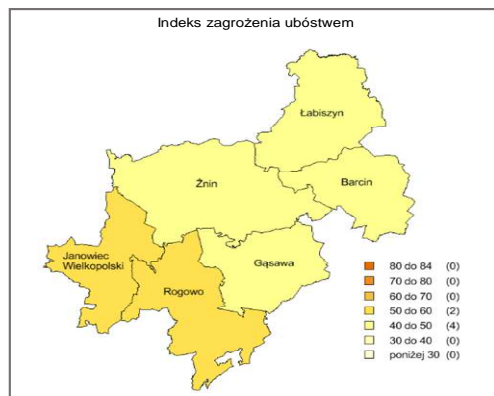 Indeks zagrożenia ubóstwem
Łabiszyn
Żnin
Barcin
Janowiec
Wielkopolski
Gąsawa
Rogowo
80 do 84 (0)
70 do 80 (0)
60 do 70 (0)
50 do 60 (2)
40 do 50 (4)
30 do 40 (0)
poniżej 30 (0)